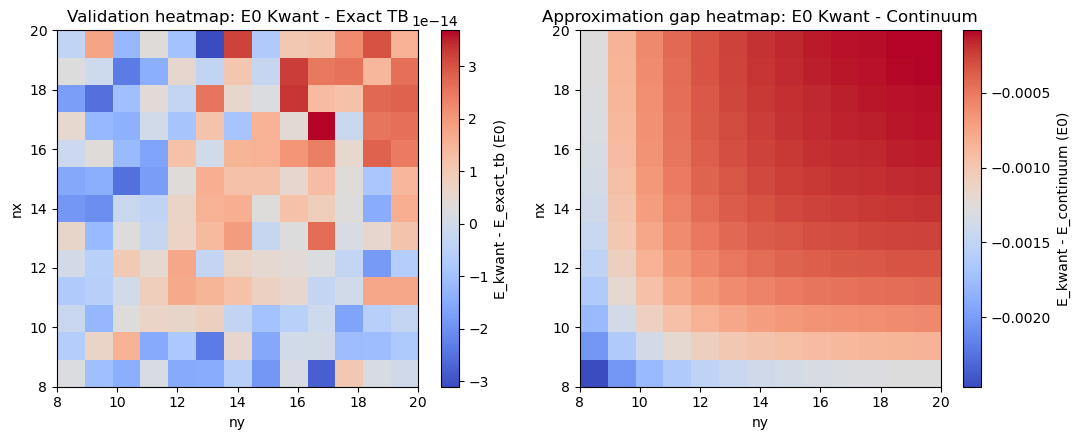 Validation heatmap: E0 Kwant - Exact TB
1e−14
20
18
16
14
12
10
8
nx
8 10 12 14 16 18 20
ny
3
2
1
0
−1
−2
−3
E_kwant - E_exact_tb (E0)
Approximation gap heatmap: E0 Kwant - Continuum
20
18
16
14
12
10
8
nx
8 10 12 14 16 18 20
ny
−0.0005
−0.0010
−0.0015
−0.0020
E_kwant - E_continuum (E0)